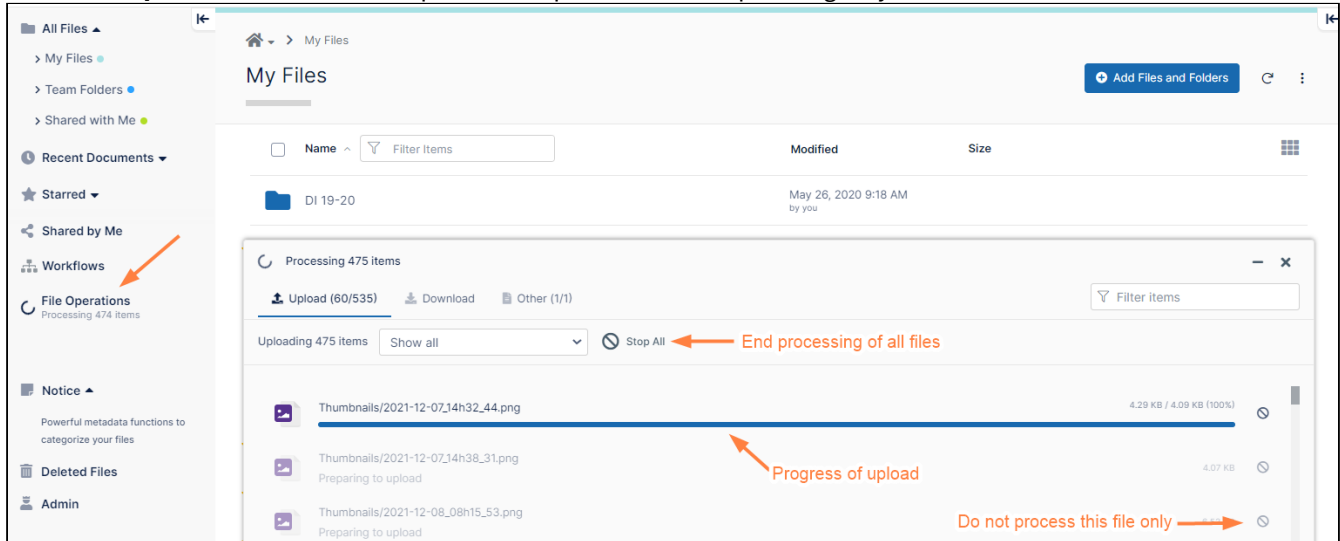 All Files
My Files
Team Folders
Shared with Me
Recent Documents
Starred
Shared by Me
Workflows
File Operations
Processing 474 items
Notice
Powerful metadata functions to
categorize your files
Deleted Files
Admin
My Files
My Files
Add Files and Folders
Name Filter Items Modified Size
DI 19-20 May 26, 2020 9:18 AM
by you
Processing 475 items
Upload (60/535) Download Other (1/1) Filter items
Uploading 475 items Show all Stop All End processing of all files
Thumbnails/2021-12-07_14h32_44.png 4.29 KB / 4.09 KB (100%)
Thumbnails/2021-12-07_14h38_31.png
Preparing to upload 4.07 KB
Progress of upload
Thumbnails/2021-12-08_08h15_53.png
Preparing to upload
Do not process this file only